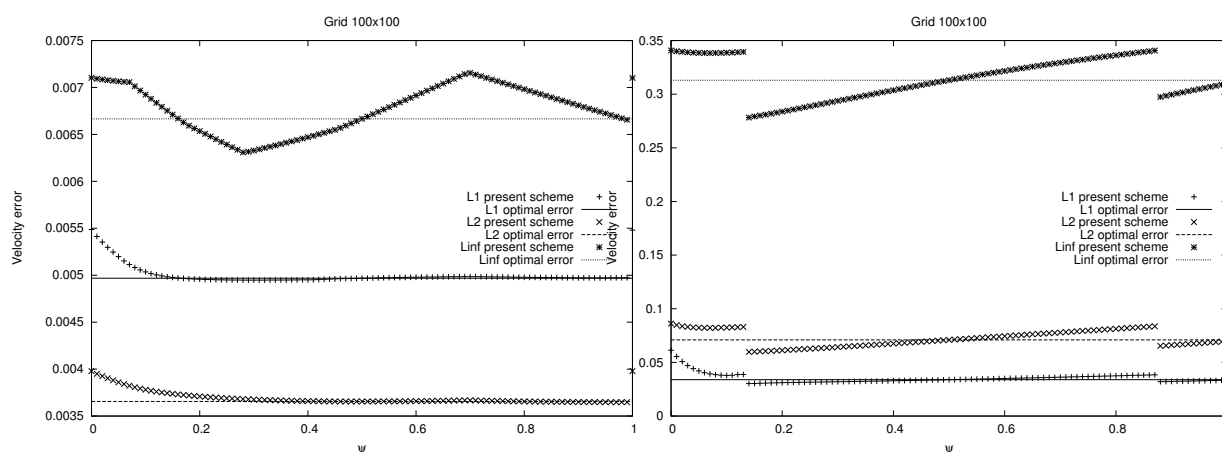 Grid 100x100
0.0075
0.007
0.0065
0.006
0.0055
0.005
0.0045
0.004
0.0035
0
0.2
0.4
0.6
0.8
1
Velocity error
ψ
L1 present scheme
L1 optimal error
L2 present scheme
L2 optimal error
Linf present scheme
Linf optimal error
Grid 100x100
0.35
0.3
0.25
0.2
0.15
0.1
0.05
0
0
0.2
0.4
0.6
0.8
Velocity error
ψ
L1 present scheme
L1 optimal error
L2 present scheme
L2 optimal error
Linf present scheme
Linf optimal error